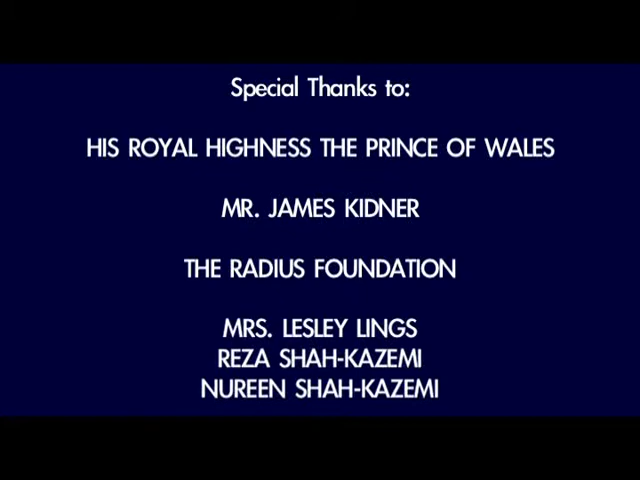 Special Thanks to:
HIS ROYAL HIGHNESS THE PRINCE OF WALES
MR. JAMES KIDNER
THE RADIUS FOUNDATION
MRS. LESLEY LINGS
REZA SHAH-KAZEMI
NUREEN SHAH-KAZEMI